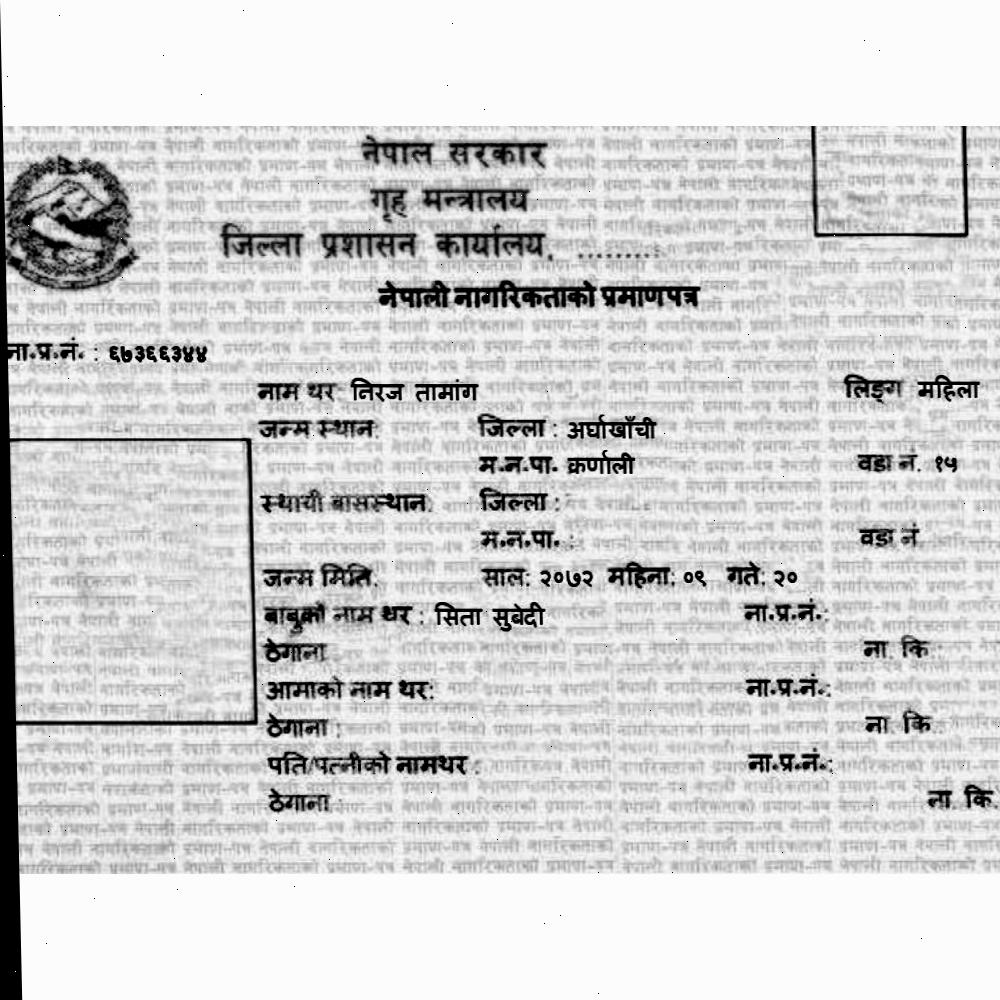 नेपाल सरकार
गृह मन्त्रालय
जिल्ला प्रशासन कार्यालय, .........
नेपाली नागरिकताको प्रमाणपत्र
ना.प्र.नं. : ६७३६६३४४
नाम थर: निरज तामांग लिङ्ग महिला
जन्म स्थान: जिल्ला : अर्घाखाँची
म.न.पा. कर्णाली वडा नं. १५
स्थायी बासस्थान: जिल्ला :
म.न.पा. : वडा नं
जन्म मिति: साल: २०७२ महिना: ०९ गते: २०
बाबुको नाम थर : सिता सुबेदी ना.प्र.नं.:
ठेगाना ना. कि.:
आमाको नाम थर: ना.प्र.नं.:
ठेगाना : ना. कि.
पति/पत्नीको नामथर : ना.प्र.नं.:
ठेगाना ना. कि.